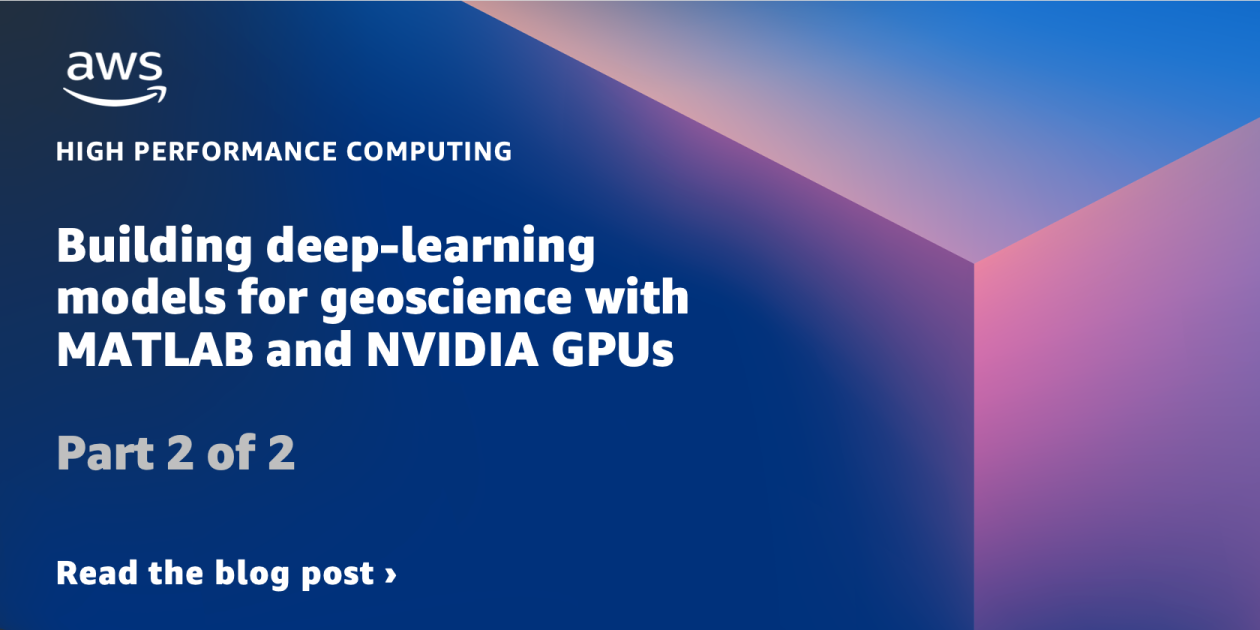 aws
HIGH PERFORMANCE COMPUTING
Building deep-learning
models for geoscience with
MATLAB and NVIDIA GPUs
Part 2 of 2
Read the blog post ›